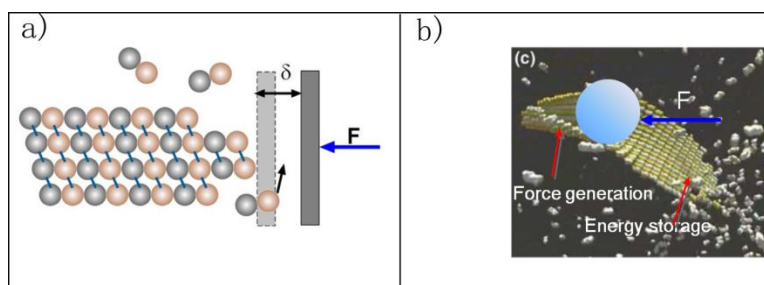 a)
δ
F
b)
(c)
F
Force generation
Energy storage